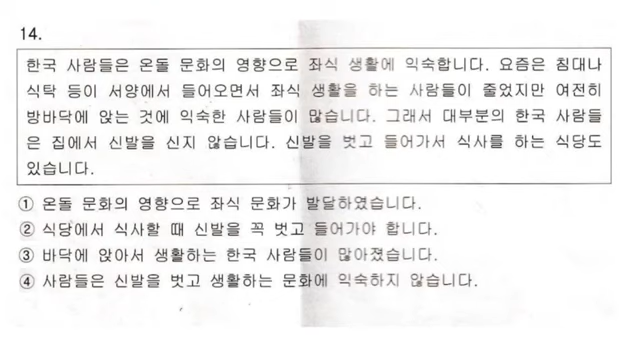 14.
한국 사람들은 온돌 문화의 영향으로 좌식 생활에 익숙합니다. 요즘은 침대나
식탁 등이 서양에서 들어오면서 좌식 생활을 하는 사람들이 줄었지만 여전히
방바닥에 앉는 것에 익숙한 사람들이 많습니다. 그래서 대부분의 한국 사람들
은 집에서 신발을 신지 않습니다. 신발을 벗고 들어가서 식사를 하는 식당도
있습니다.
① 온돌 문화의 영향으로 좌식 문화가 발달하였습니다.
② 식당에서 식사할 때 신발을 꼭 벗고 들어가야 합니다.
③ 바닥에 앉아서 생활하는 한국 사람들이 많아졌습니다.
④ 사람들은 신발을 벗고 생활하는 문화에 익숙하지 않습니다.